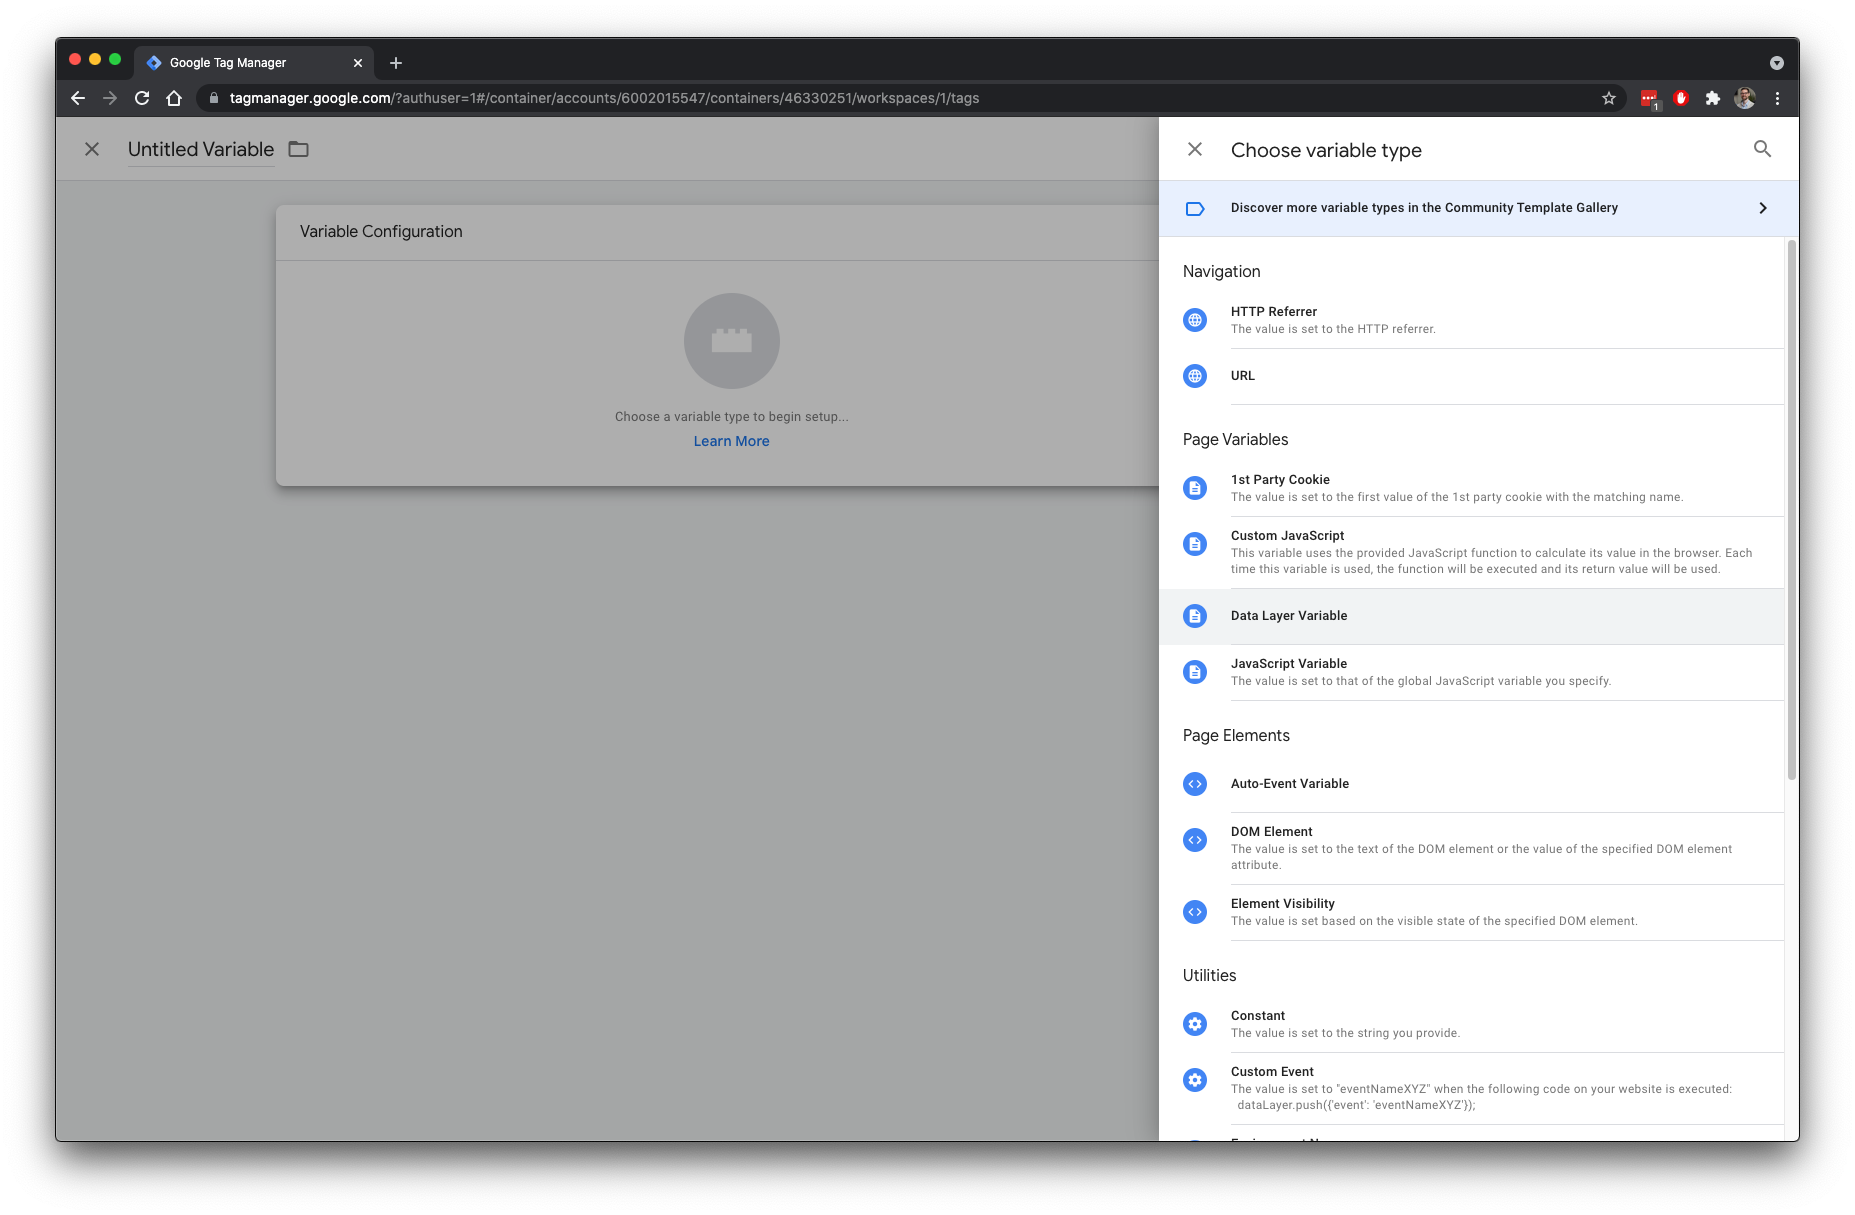 Google Tag Manager
tagmanager.google.com/?authuser=1#/container/accounts/6002015547/containers/46330251/workspaces/1/tags
1
Untitled Variable
Variable Configuration
Choose a variable type to begin setup...
Learn More
Choose variable type
Discover more variable types in the Community Template Gallery
Navigation
HTTP Referrer
The value is set to the HTTP referrer.
URL
Page Variables
1st Party Cookie
The value is set to the first value of the 1st party cookie with the matching name.
Custom JavaScript
This variable uses the provided JavaScript function to calculate its value in the browser. Each
time this variable is used, the function will be executed and its return value will be used.
Data Layer Variable
JavaScript Variable
The value is set to that of the global JavaScript variable you specify.
Page Elements
Auto-Event Variable
DOM Element
The value is set to the text of the DOM element or the value of the specified DOM element
attribute.
Element Visibility
The value is set based on the visible state of the specified DOM element.
Utilities
Constant
The value is set to the string you provide.
Custom Event
The value is set to "eventNameXYZ" when the following code on your website is executed:
dataLayer.push({'event': 'eventNameXYZ'});